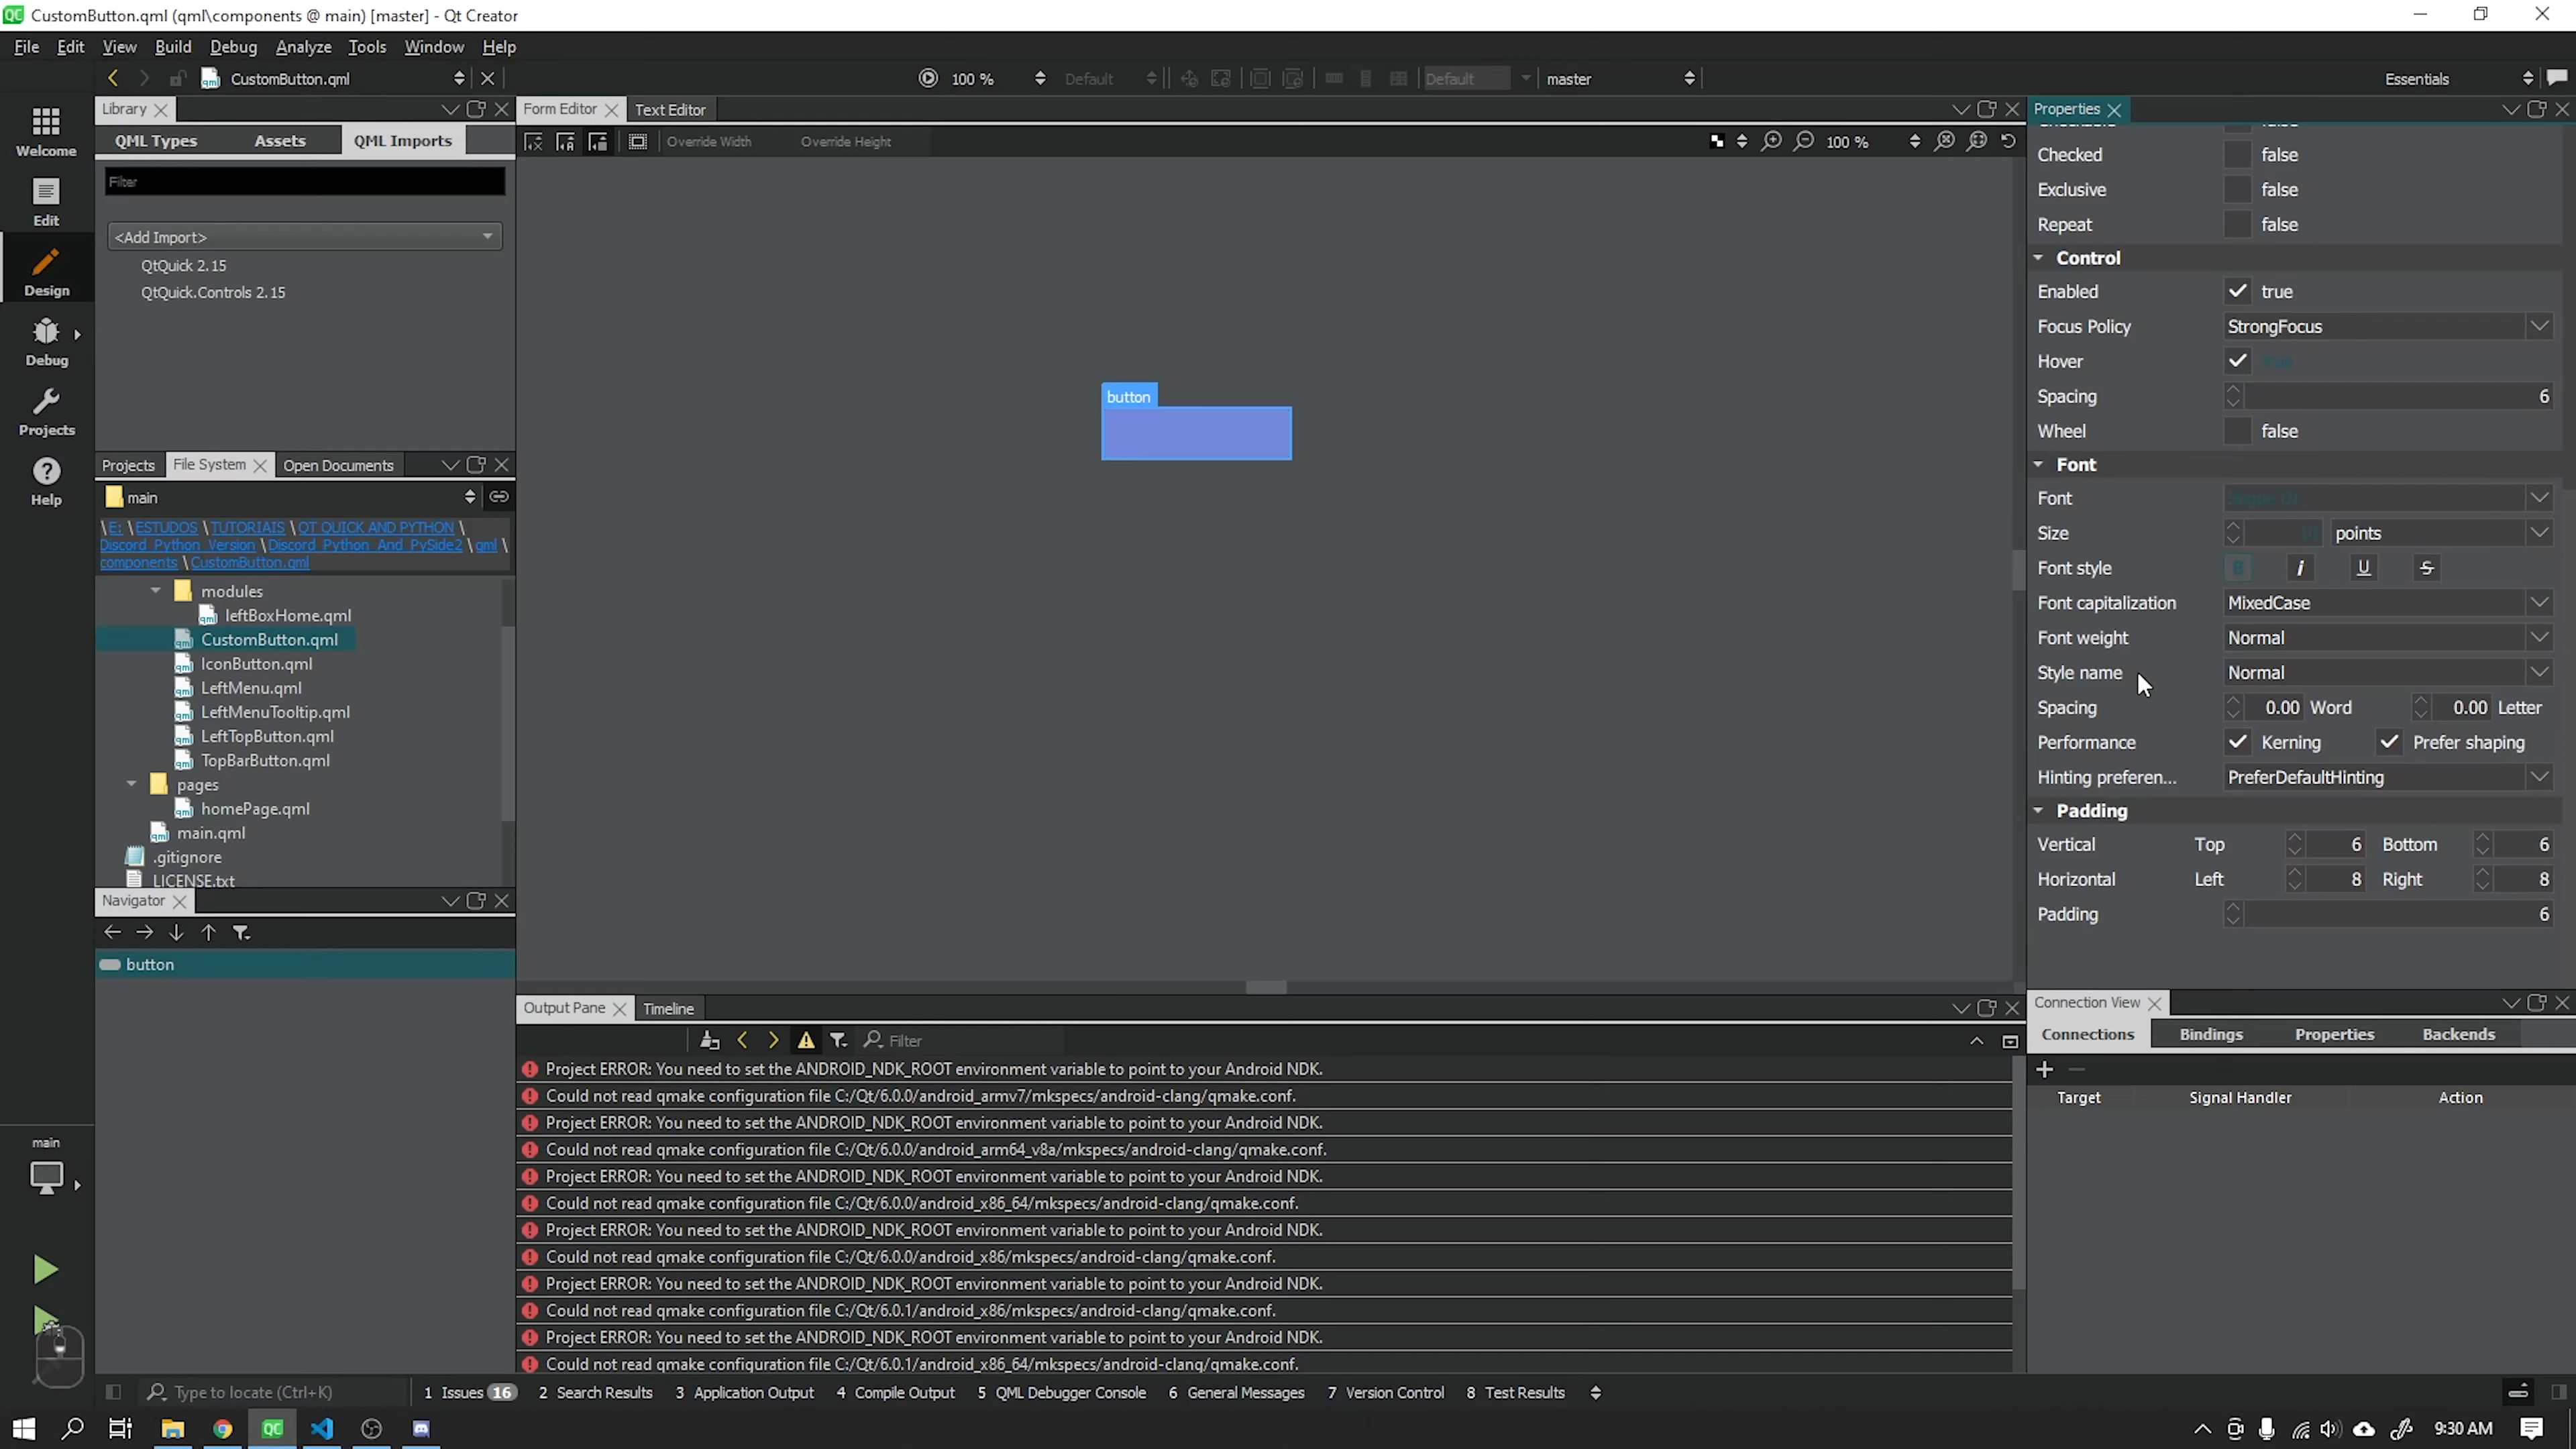 QC CustomButton.qml (qml\components @ main) [master] - Qt Creator
File Edit View Build Debug Analyze Tools Window Help
CustomButton.qml 100 % Default Default master Essentials
Library
QML Types Assets QML Imports
Filter
<Add Import>
QtQuick 2.15
QtQuick.Controls 2.15
Welcome
Edit
Design
Debug
Projects
Help
Projects File System Open Documents
main
\E: \ESTUDOS \TUTORIAIS \QT QUICK AND PYTHON \
Discord_Python_Version \Discord_Python_And_PySide2 \qml \
components \CustomButton.qml
modules
leftBoxHome.qml
CustomButton.qml
IconButton.qml
LeftMenu.qml
LeftMenuTooltip.qml
LeftTopButton.qml
TopBarButton.qml
pages
homePage.qml
main.qml
.gitignore
LICENSE.txt
Navigator
button
main
Form Editor Text Editor
Override Width Override Height 100 %
button
Output Pane Timeline
Filter
Project ERROR: You need to set the ANDROID_NDK_ROOT environment variable to point to your Android NDK.
Could not read qmake configuration file C:/Qt/6.0.0/android_armv7/mkspecs/android-clang/qmake.conf.
Project ERROR: You need to set the ANDROID_NDK_ROOT environment variable to point to your Android NDK.
Could not read qmake configuration file C:/Qt/6.0.0/android_arm64_v8a/mkspecs/android-clang/qmake.conf.
Project ERROR: You need to set the ANDROID_NDK_ROOT environment variable to point to your Android NDK.
Could not read qmake configuration file C:/Qt/6.0.0/android_x86_64/mkspecs/android-clang/qmake.conf.
Project ERROR: You need to set the ANDROID_NDK_ROOT environment variable to point to your Android NDK.
Could not read qmake configuration file C:/Qt/6.0.0/android_x86/mkspecs/android-clang/qmake.conf.
Project ERROR: You need to set the ANDROID_NDK_ROOT environment variable to point to your Android NDK.
Could not read qmake configuration file C:/Qt/6.0.1/android_x86/mkspecs/android-clang/qmake.conf.
Project ERROR: You need to set the ANDROID_NDK_ROOT environment variable to point to your Android NDK.
Could not read qmake configuration file C:/Qt/6.0.1/android_x86_64/mkspecs/android-clang/qmake.conf.
Properties
Checked false
Exclusive false
Repeat false
Control
Enabled true
Focus Policy StrongFocus
Hover true
Spacing 6
Wheel false
Font
Font Segoe UI
Size points
Font style B i U S
Font capitalization MixedCase
Font weight Normal
Style name Normal
Spacing 0.00 Word 0.00 Letter
Performance Kerning Prefer shaping
Hinting preferen... PreferDefaultHinting
Padding
Vertical Top 6 Bottom 6
Horizontal Left 8 Right 8
Padding 6
Connection View
Connections Bindings Properties Backends
Target Signal Handler Action
Type to locate (Ctrl+K) 1 Issues 16 2 Search Results 3 Application Output 4 Compile Output 5 QML Debugger Console 6 General Messages 7 Version Control 8 Test Results
QC 9:30 AM